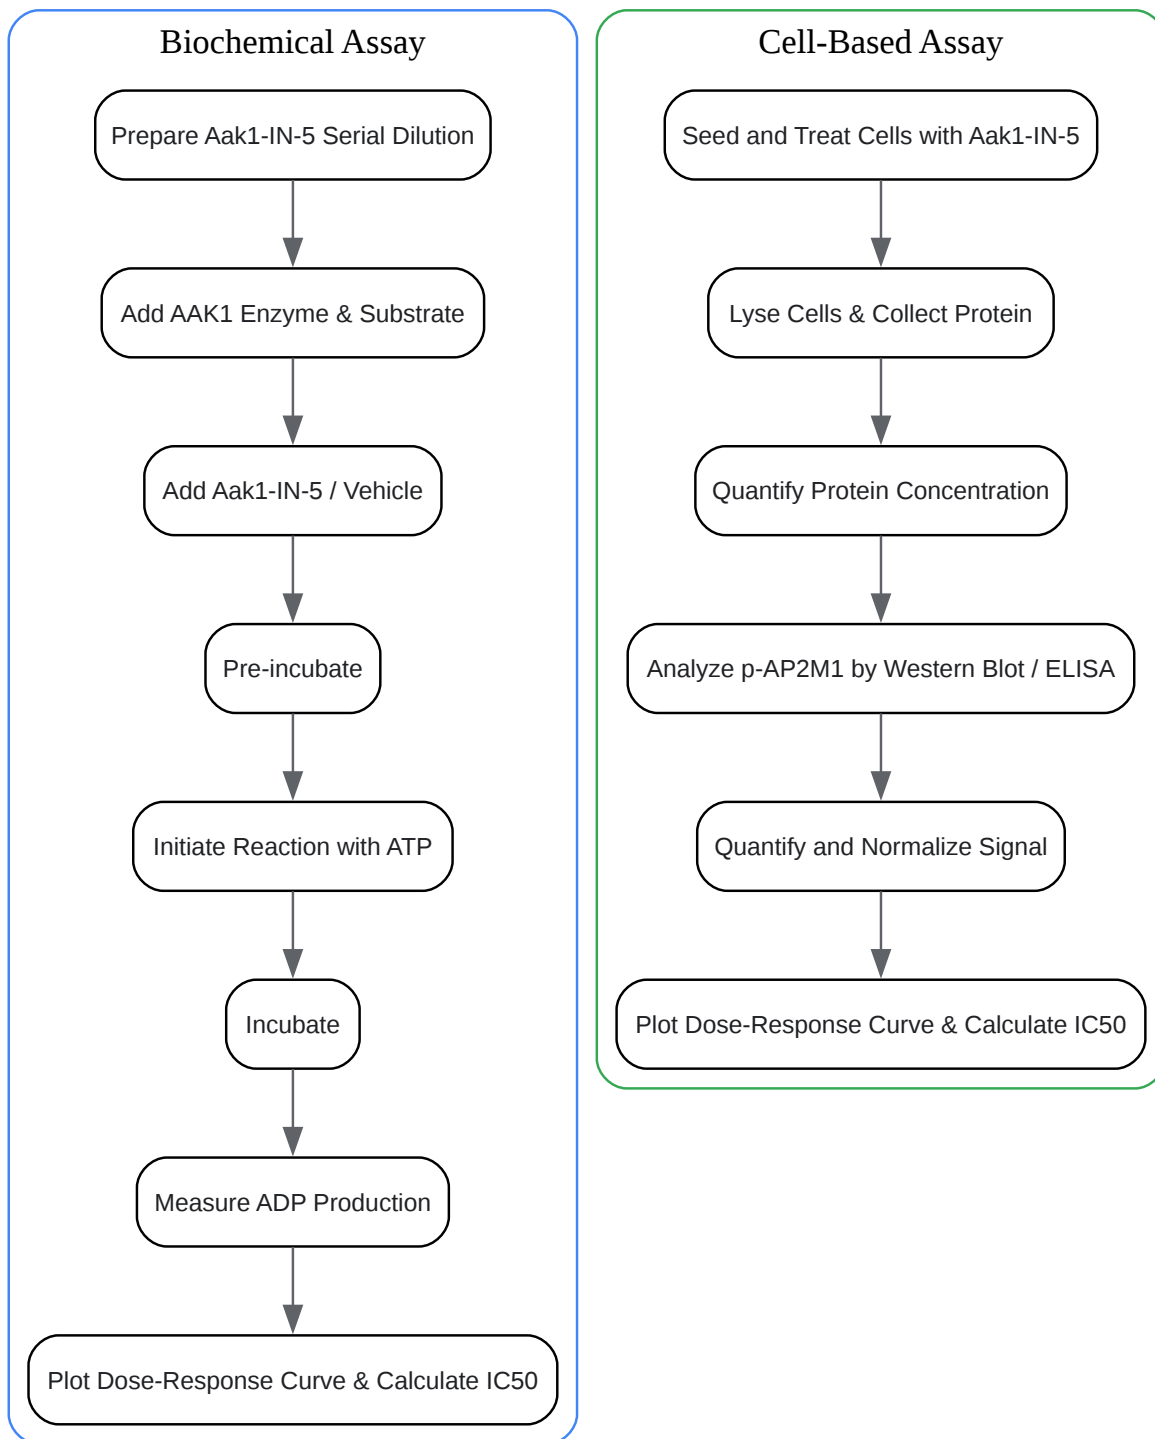 Biochemical Assay
Prepare Aak1-IN-5 Serial Dilution
Add AAK1 Enzyme & Substrate
Add Aak1-IN-5 / Vehicle
Pre-incubate
Initiate Reaction with ATP
Incubate
Measure ADP Production
Plot Dose-Response Curve & Calculate IC50
Cell-Based Assay
Seed and Treat Cells with Aak1-IN-5
Lyse Cells & Collect Protein
Quantify Protein Concentration
Analyze p-AP2M1 by Western Blot / ELISA
Quantify and Normalize Signal
Plot Dose-Response Curve & Calculate IC50